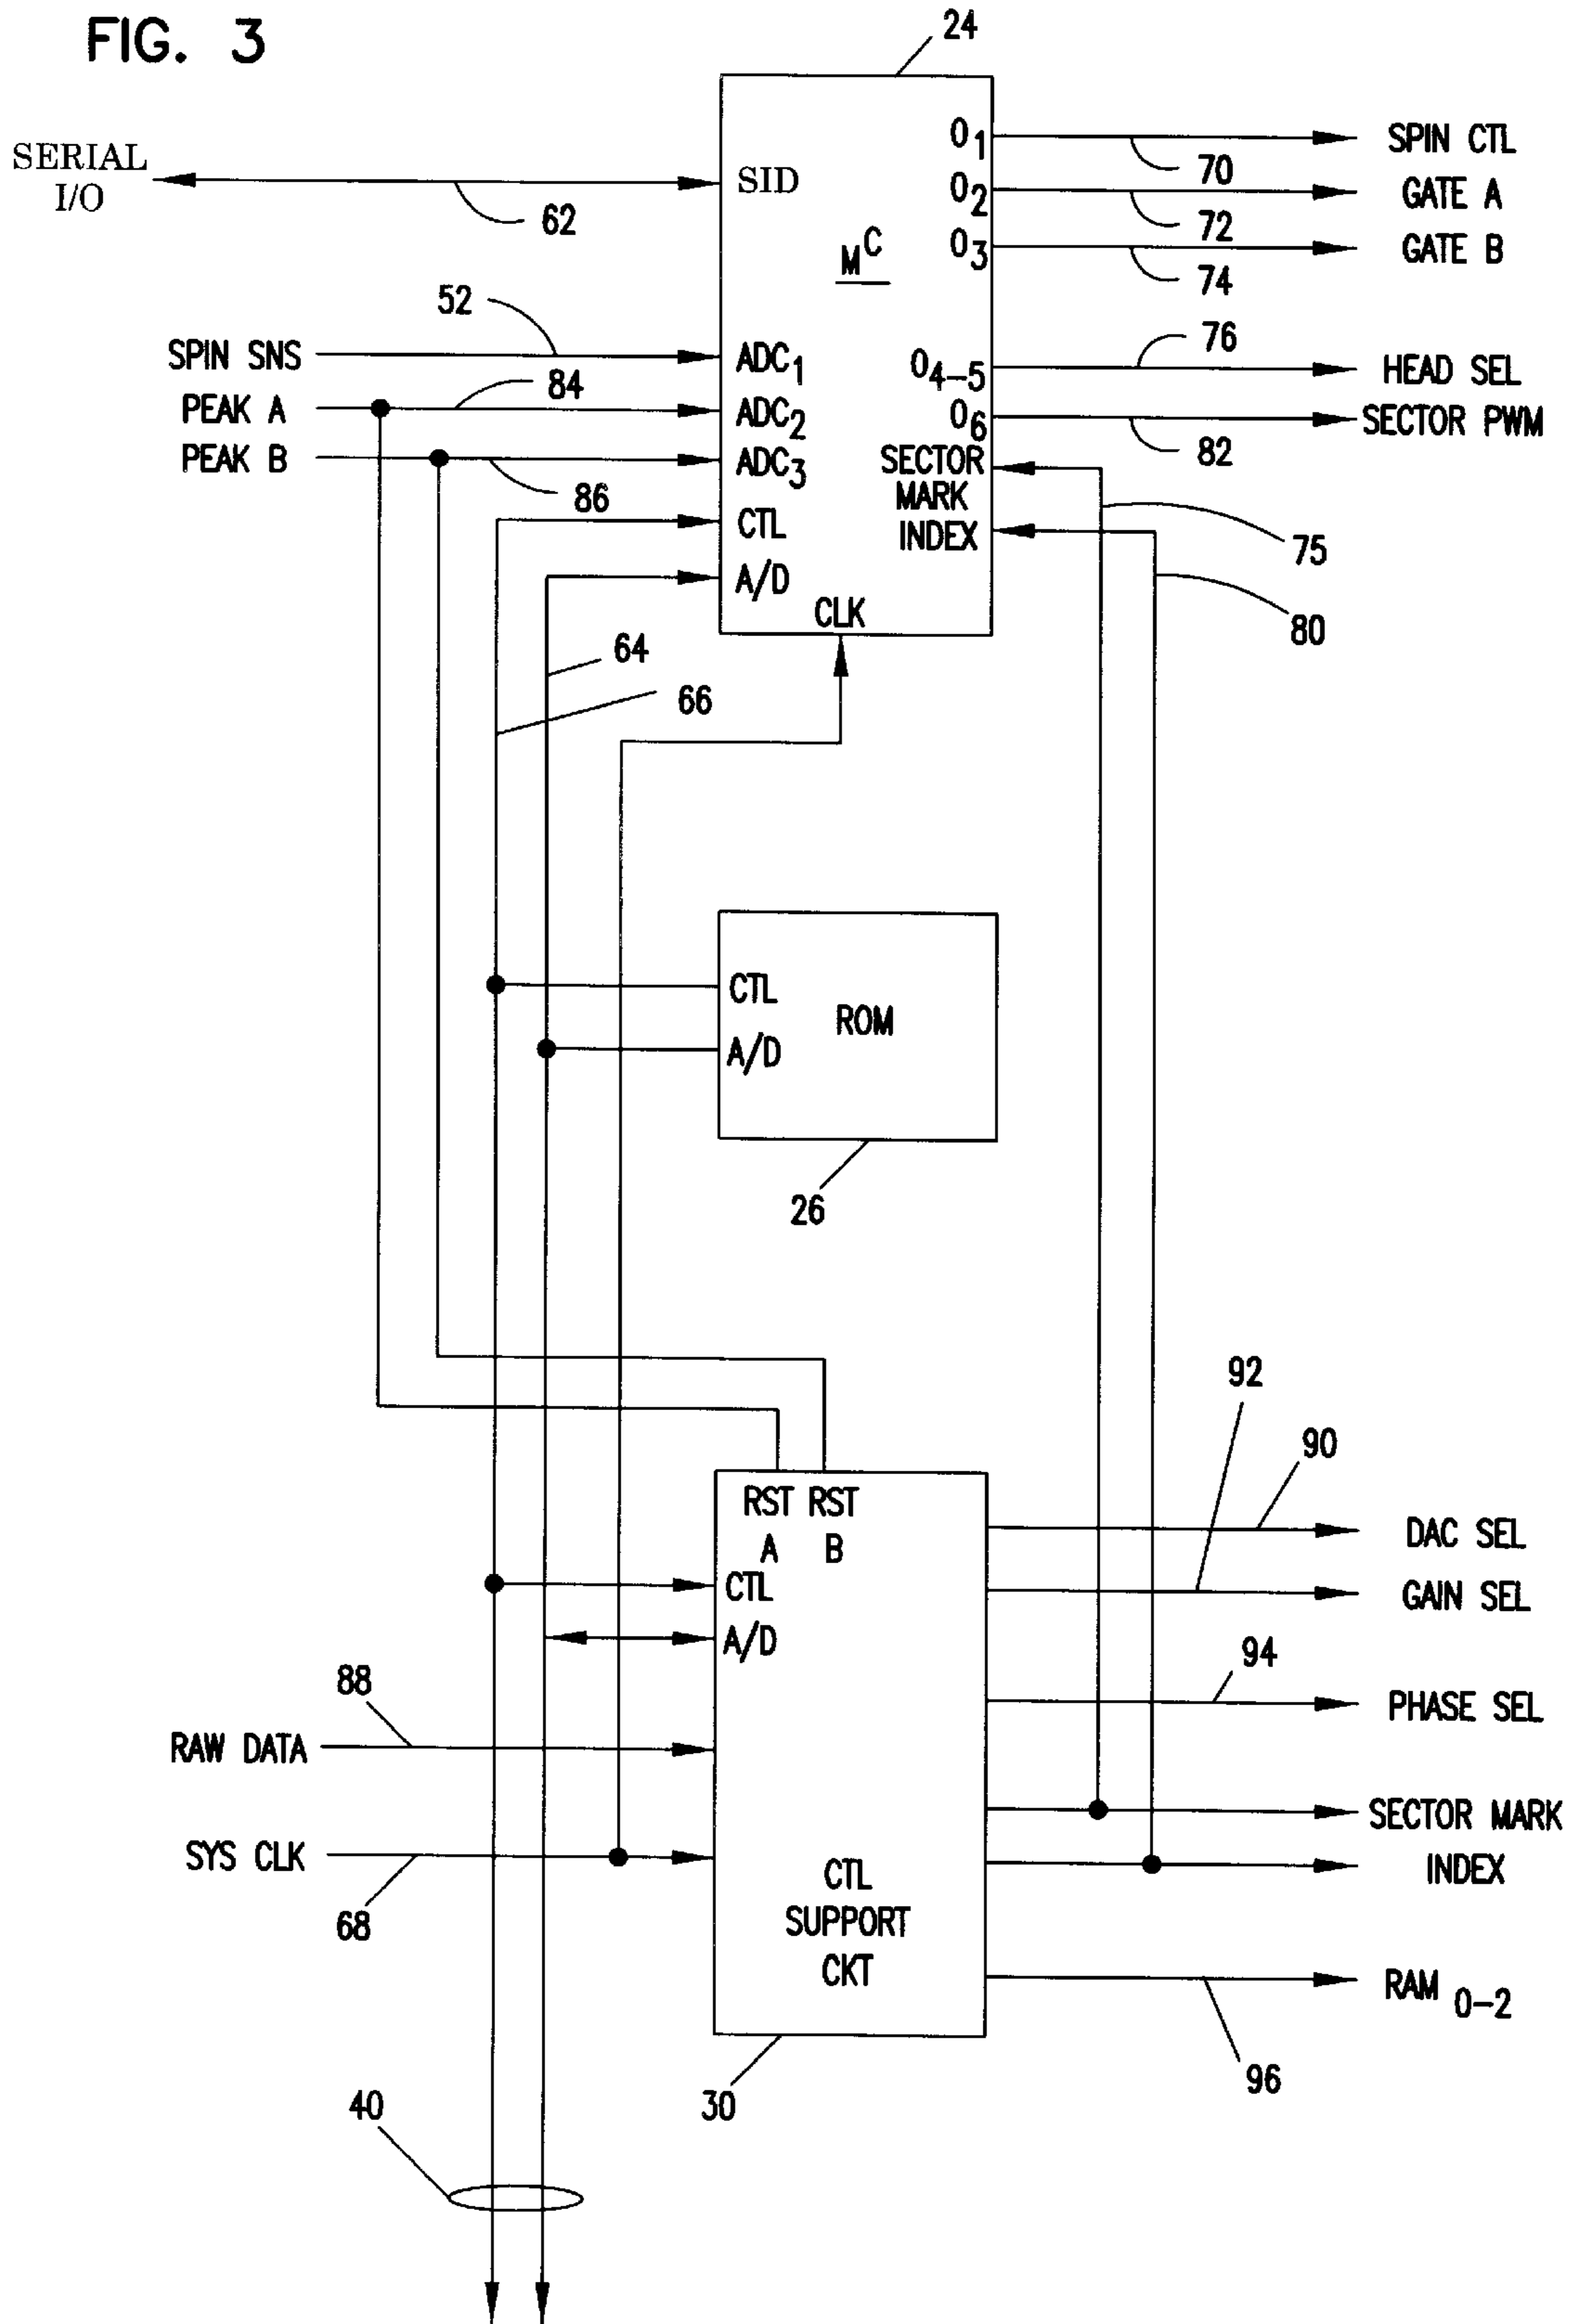 FIG. 3
24
SERIAL
I/O
62
SID
M^C
O1
70
SPIN CTL
O2
72
GATE A
O3
74
GATE B
52
SPIN SNS
ADC1
84
PEAK A
ADC2
PEAK B
86
ADC3
CTL
A/D
CLK
O4-5
76
HEAD SEL
O6
82
SECTOR PWM
SECTOR
MARK
INDEX
75
80
64
66
CTL
A/D
ROM
26
92
90
RST RST
A B
CTL
A/D
DAC SEL
GAIN SEL
94
PHASE SEL
88
RAW DATA
SYS CLK
68
CTL
SUPPORT
CKT
SECTOR MARK
INDEX
RAM 0-2
96
30
40